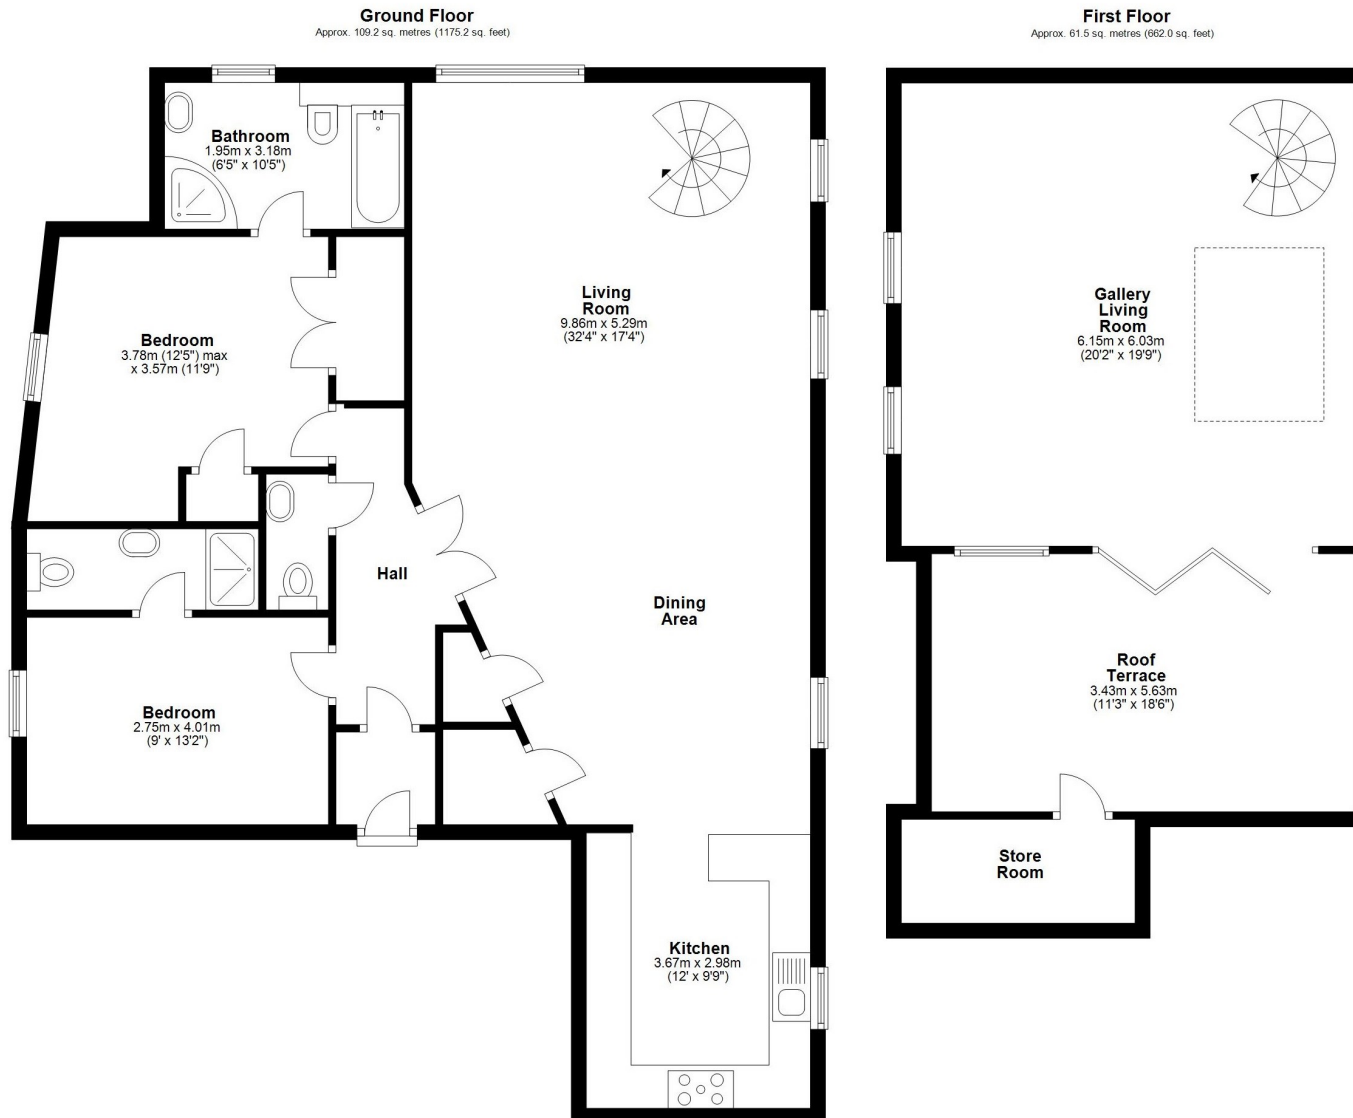 Ground Floor
Approx. 109.2 sq. metres (1175.2 sq. feet)
First Floor
Approx. 61.5 sq. metres (662.0 sq. feet)
Bathroom
1.95m x 3.18m
(6'5" x 10'5")
Living
Room
9.86m x 5.29m
(32'4" x 17'4")
Bedroom
3.78m (12'5") max
x 3.57m (11'9")
Hall
Dining
Area
Bedroom
2.75m x 4.01m
(9' x 13'2")
Kitchen
3.67m x 2.98m
(12' x 9'9")
Gallery
Living
Room
6.15m x 6.03m
(20'2" x 19'9")
Roof
Terrace
3.43m x 5.63m
(11'3" x 18'6")
Store
Room